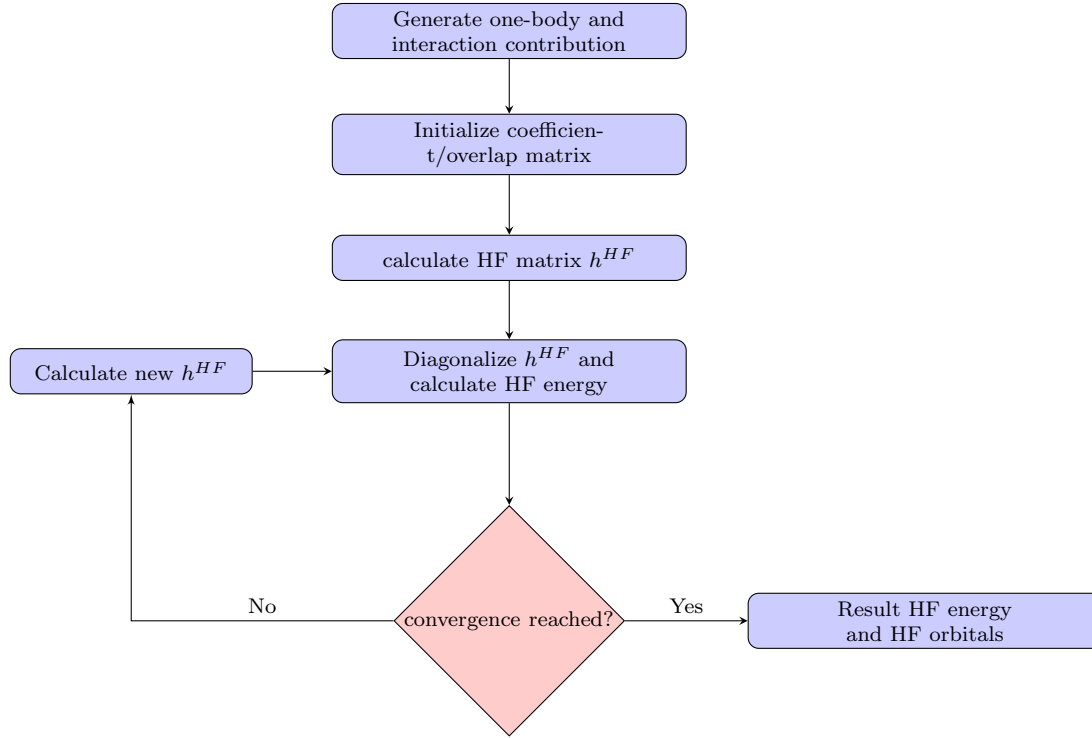 Generate one-body and
interaction contribution
Initialize coefficien-
t/overlap matrix
calculate HF matrix $h^{HF}$
Calculate new $h^{HF}$
Diagonalize $h^{HF}$ and
calculate HF energy
No
convergence reached?
Yes
Result HF energy
and HF orbitals